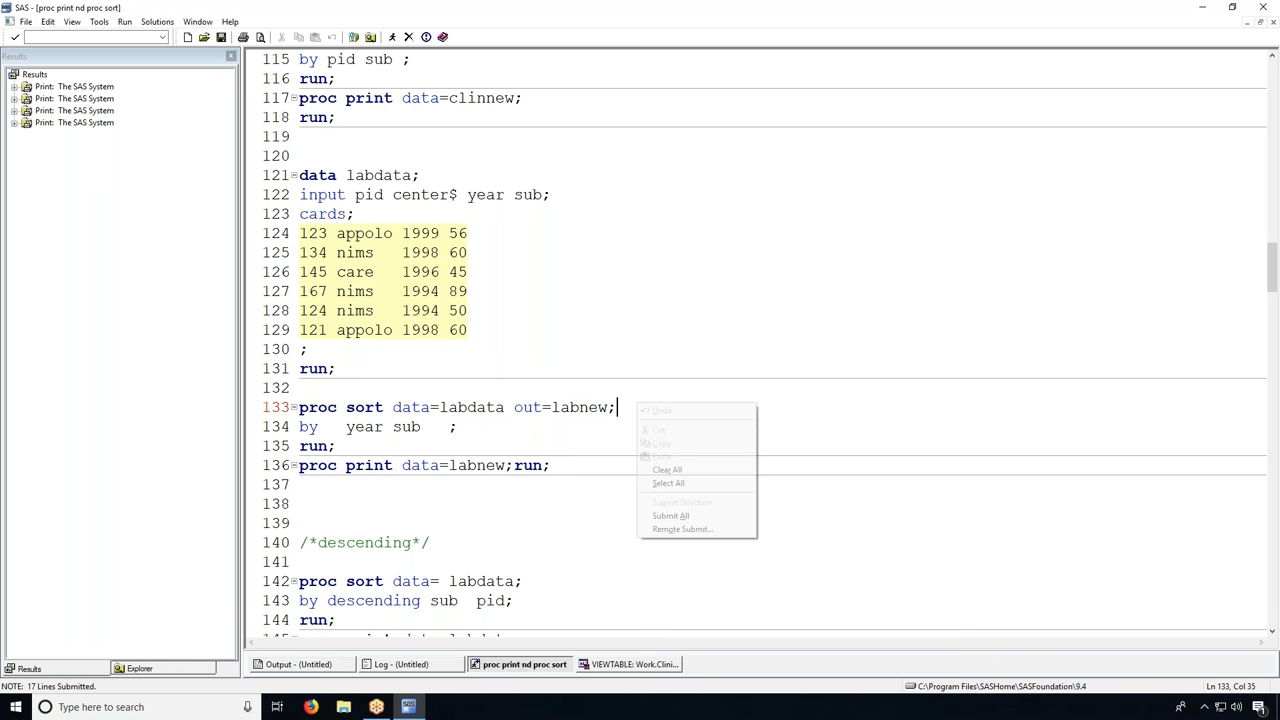 SAS - (proc print nd proc sort)
File Edit View Tools Run Solutions Window Help
Results
Results
Print: The SAS System
Print: The SAS System
Print: The SAS System
Print: The SAS System
115 by pid sub ;
116 run;
117 proc print data=clinnew;
118 run;
119
120
121 data labdata;
122 input pid center$ year sub;
123 cards;
124 123 appolo 1999 56
125 134 nims 1998 60
126 145 care 1996 45
127 167 nims 1994 89
128 124 nims 1994 50
129 121 appolo 1998 60
130 ;
131 run;
132
133 proc sort data=labdata out=labnew;
134 by year sub ;
135 run;
136 proc print data=labnew;run;
137
138
139
140 /*descending*/
141
142 proc sort data= labdata;
143 by descending sub pid;
144 run;
Undo
Cut
Copy
Paste
Clear All
Select All
Submit Selection
Submit All
Remote Submit...
Results Explorer
Output - (Untitled) Log - (Untitled) proc print nd proc sort VIEWTABLE: Work.Clini...
NOTE: 17 Lines Submitted.
C:\Program Files\SASHome\SASFoundation\9.4
Ln 133, Col 35
Type here to search